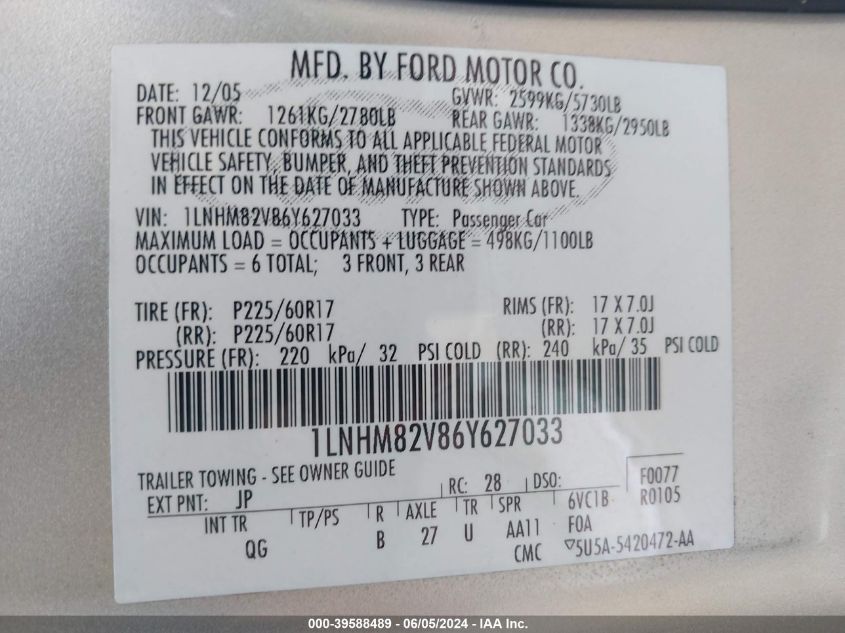 MFD. BY FORD MOTOR CO.
DATE: 12/05 GVWR: 2599KG/5730LB
FRONT GAWR: 1261KG/2780LB REAR GAWR: 1338KG/2950LB
THIS VEHICLE CONFORMS TO ALL APPLICABLE FEDERAL MOTOR
VEHICLE SAFETY, BUMPER, AND THEFT PREVENTION STANDARDS
IN EFFECT ON THE DATE OF MANUFACTURE SHOWN ABOVE.
VIN: 1LNHM82V86Y627033 TYPE: Passenger Car
MAXIMUM LOAD = OCCUPANTS + LUGGAGE = 498KG/1100LB
OCCUPANTS = 6 TOTAL; 3 FRONT, 3 REAR
TIRE (FR): P225/60R17 RIMS (FR): 17 X 7.0J
(RR): P225/60R17 (RR): 17 X 7.0J
PRESSURE (FR): 220 kPa/ 32 PSI COLD (RR): 240 kPa/ 35 PSI COLD
1LNHM82V86Y627033
TRAILER TOWING - SEE OWNER GUIDE
EXT PNT: JP RC: 28 DSO: F0077
INT TR TP/PS R AXLE TR SPR 6VC1B R0105
QG B 27 U AA11 F0A
CMC ▽5U5A-5420472-AA
000-39588489 - 06/05/2024 - IAA Inc.